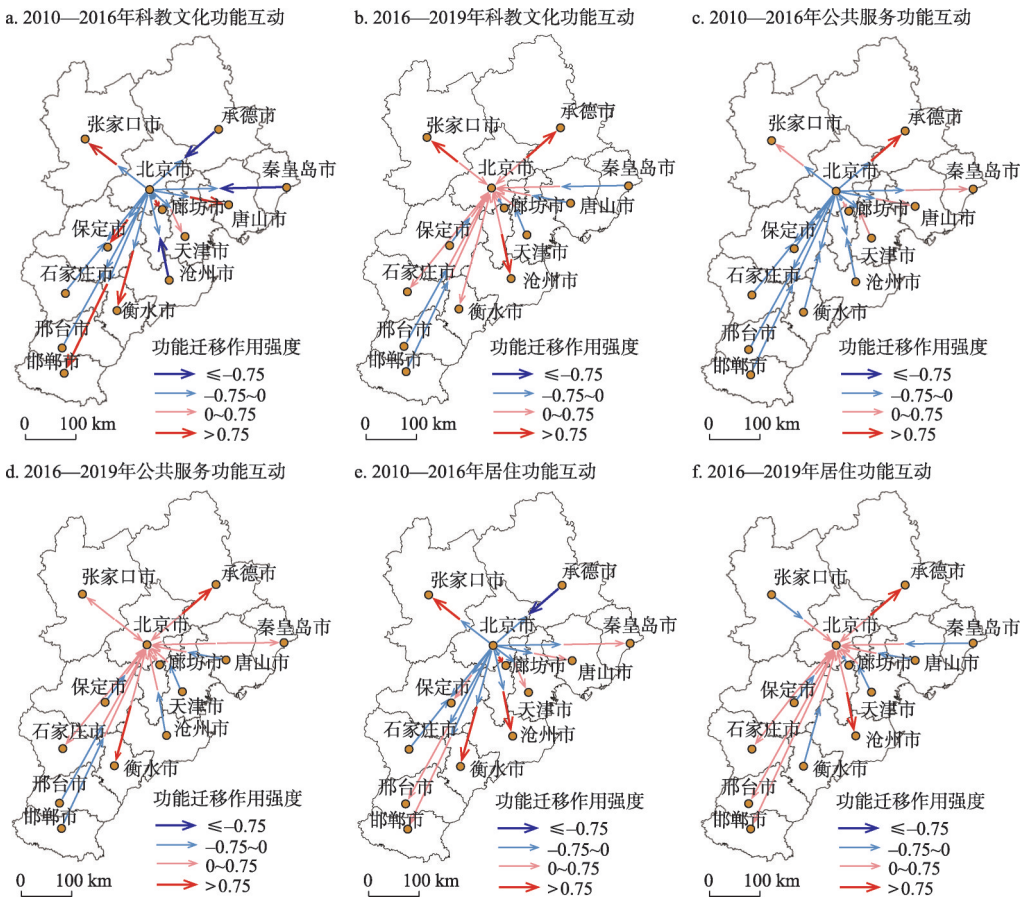 a. 2010—2016年科教文化功能互动
b. 2016—2019年科教文化功能互动
c. 2010—2016年公共服务功能互动
张家口市
承德市
北京市
秦皇岛市
廊坊市
唐山市
保定市
天津市
石家庄市
沧州市
衡水市
邢台市
邯郸市
功能迁移作用强度
≤–0.75
–0.75~0
0~0.75
>0.75
0 100 km
张家口市
承德市
北京市
秦皇岛市
廊坊市
唐山市
保定市
天津市
石家庄市
沧州市
衡水市
邢台市
邯郸市
功能迁移作用强度
≤–0.75
–0.75~0
0~0.75
>0.75
0 100 km
张家口市
承德市
北京市
秦皇岛市
廊坊市
唐山市
保定市
天津市
石家庄市
沧州市
衡水市
邢台市
邯郸市
功能迁移作用强度
≤–0.75
–0.75~0
0~0.75
>0.75
0 100 km
d. 2016—2019年公共服务功能互动
e. 2010—2016年居住功能互动
f. 2016—2019年居住功能互动
张家口市
承德市
北京市
秦皇岛市
廊坊市
唐山市
保定市
天津市
石家庄市
沧州市
衡水市
邢台市
邯郸市
功能迁移作用强度
≤–0.75
–0.75~0
0~0.75
>0.75
0 100 km
张家口市
承德市
北京市
秦皇岛市
廊坊市
唐山市
保定市
天津市
石家庄市
沧州市
衡水市
邢台市
邯郸市
功能迁移作用强度
≤–0.75
–0.75~0
0~0.75
>0.75
0 100 km
张家口市
承德市
北京市
秦皇岛市
廊坊市
唐山市
保定市
天津市
石家庄市
沧州市
衡水市
邢台市
邯郸市
功能迁移作用强度
≤–0.75
–0.75~0
0~0.75
>0.75
0 100 km